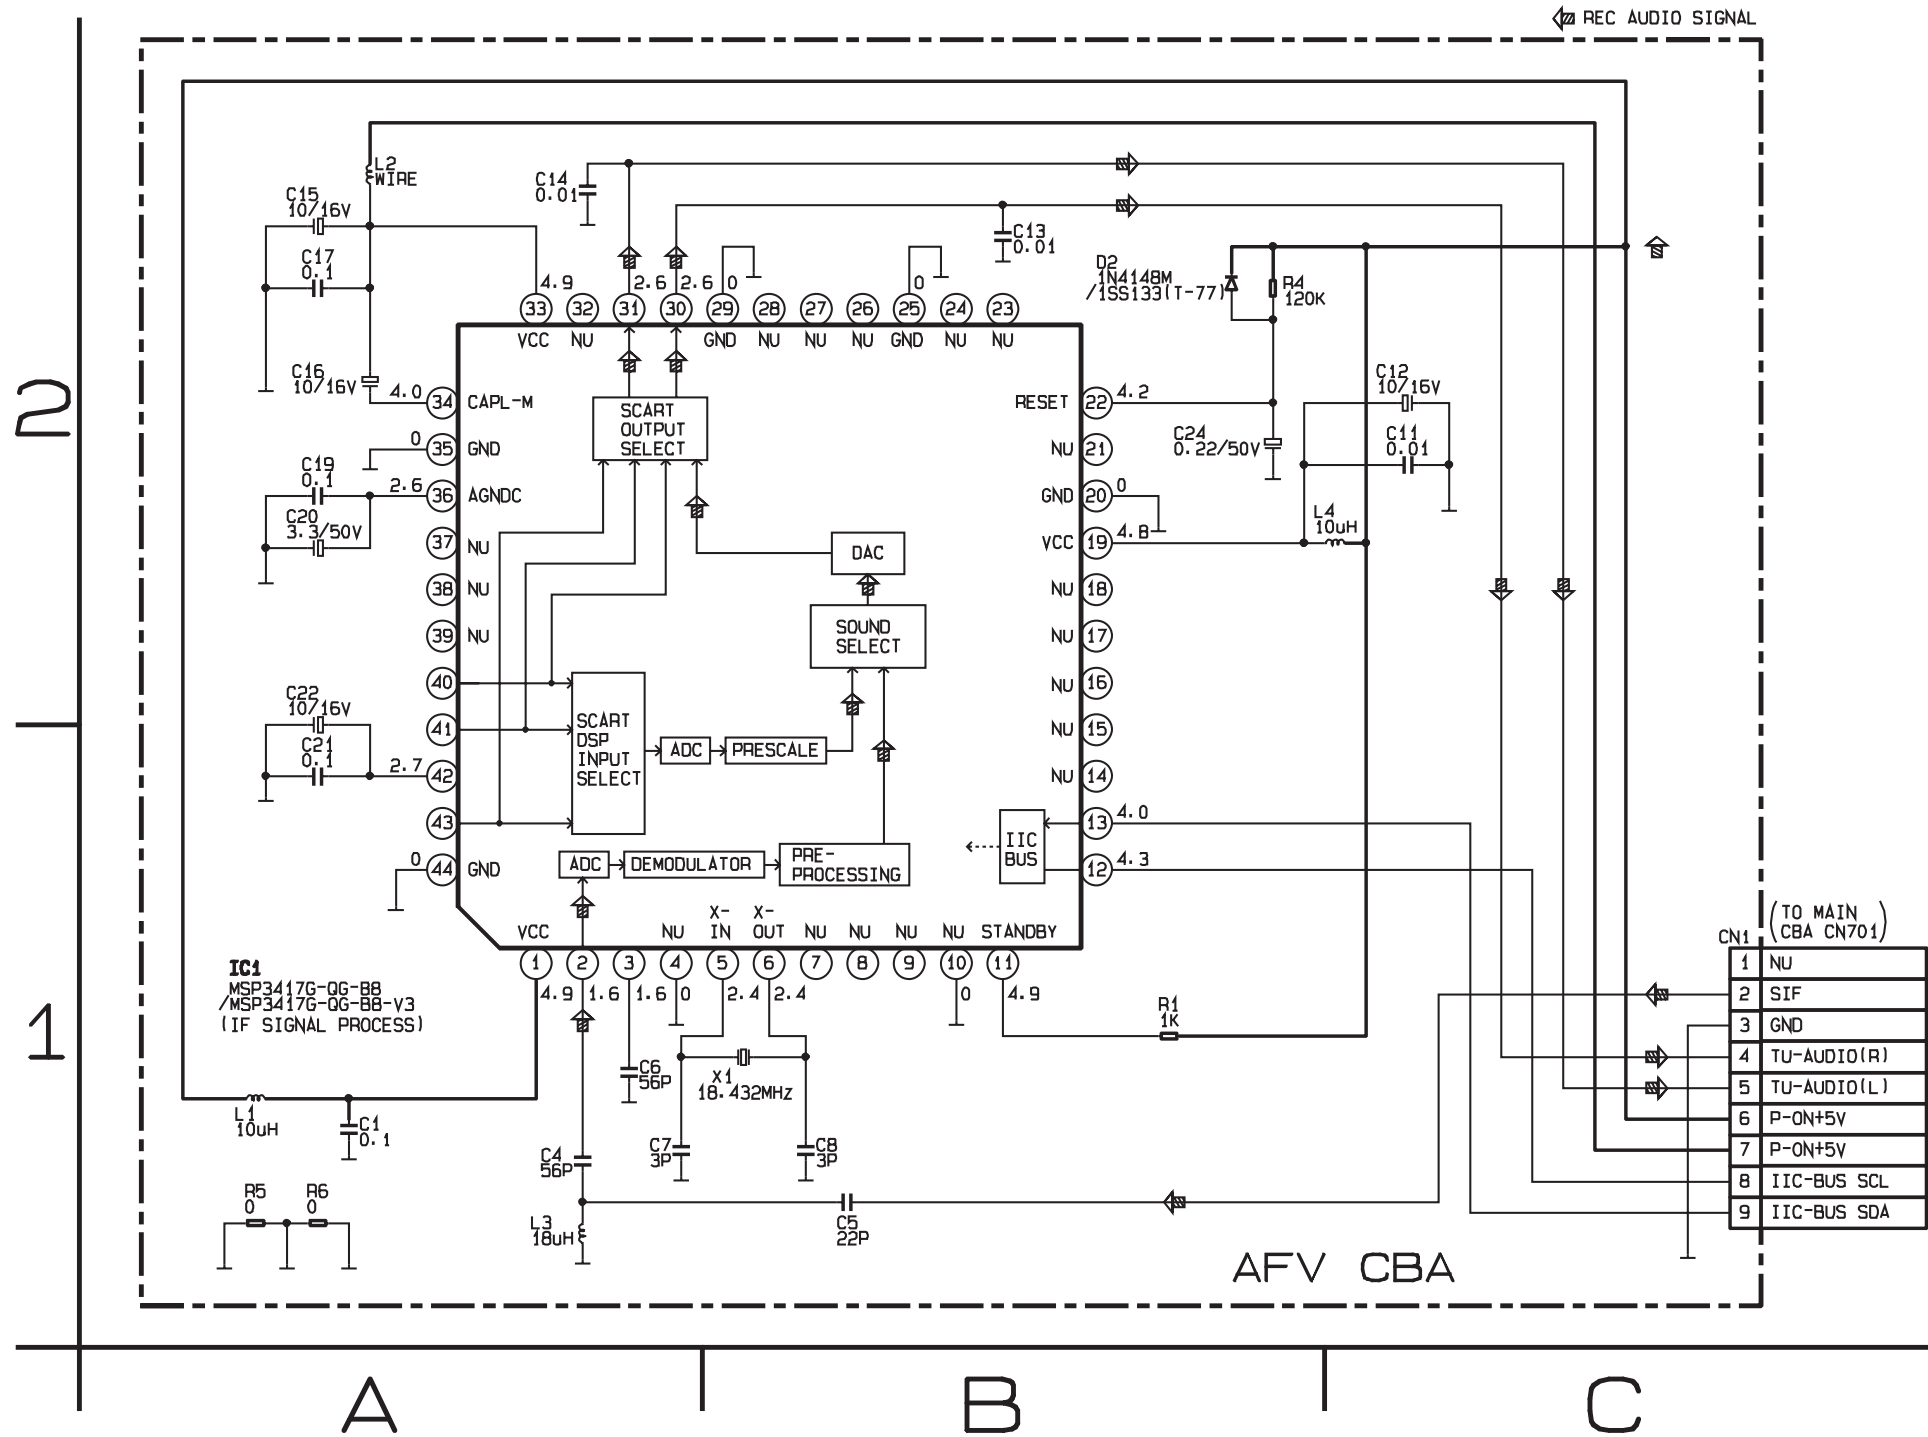 REC AUDIO SIGNAL
L2
WIRE
C15
10/16V
C17
0.1
C14
0.01
C13
0.01
D2
1N4148M
/1SS133(T-77)
R4
120K
4.9
2.6
2.6
0
0
33
32
31
30
29
28
27
26
25
24
23
VCC
NU
GND
NU
NU
NU
GND
NU
NU
2
C16
10/16V
4.0
34
CAPL-M
0
35
GND
C19
0.1
2.6
36
AGNDC
C20
3.3/50V
37
NU
38
NU
39
NU
40
41
C22
10/16V
C21
0.1
2.7
42
43
0
44
GND
SCART
OUTPUT
SELECT
DAC
SOUND
SELECT
SCART
DSP
INPUT
SELECT
ADC
PRESCALE
ADC
DEMODULATOR
PRE-
PROCESSING
IIC
BUS
RESET
22
4.2
NU
21
GND
20
0
VCC
19
4.8
NU
18
NU
17
NU
16
NU
15
NU
14
13
4.0
12
4.3
C24
0.22/50V
C12
10/16V
C11
0.01
L4
10uH
VCC
NU
X-
IN
X-
OUT
NU
NU
NU
NU
STANDBY
1
2
3
4
5
6
7
8
9
10
11
4.9
1.6
1.6
0
2.4
2.4
0
4.9
1
IC1
MSP3417G-QG-B8
/MSP3417G-QG-B8-V3
(IF SIGNAL PROCESS)
R1
1K
C6
56P
X1
18.432MHz
L1
10uH
C1
0.1
C4
56P
C7
3P
C8
3P
R5
0
R6
0
L3
18uH
C5
22P
AFV CBA
(TO MAIN
CBA CN701)
CN1
1 NU
2 SIF
3 GND
4 TU-AUDIO(R)
5 TU-AUDIO(L)
6 P-ON+5V
7 P-ON+5V
8 IIC-BUS SCL
9 IIC-BUS SDA
A
B
C